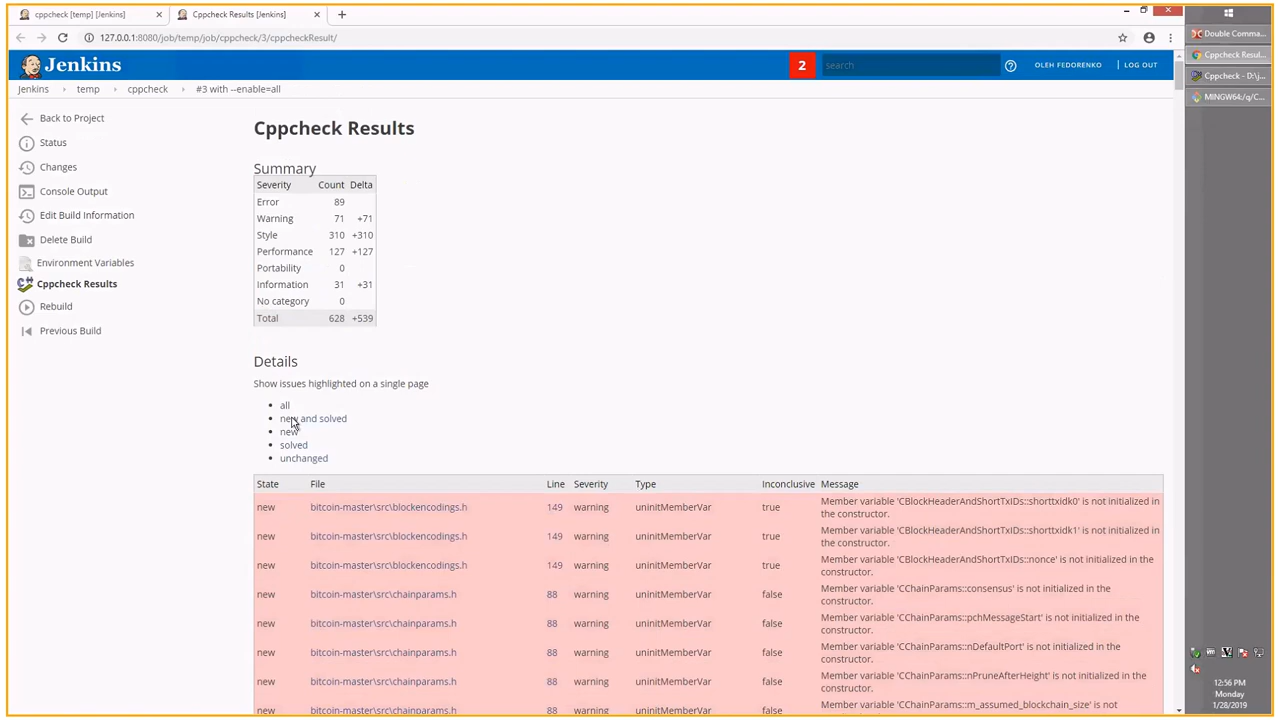 cppcheck [temp] [Jenkins]
Cppcheck Results [Jenkins]
127.0.0.1:8080/job/temp/job/cppcheck/3/cppcheckResult/
Jenkins
2
search
OLEH FEDORENKO
LOG OUT
Jenkins
temp
cppcheck
#3 with --enable=all
Back to Project
Status
Changes
Console Output
Edit Build Information
Delete Build
Environment Variables
Cppcheck Results
Rebuild
Previous Build
Cppcheck Results
Summary
Severity Count Delta
Error 89
Warning 71 +71
Style 310 +310
Performance 127 +127
Portability 0
Information 31 +31
No category 0
Total 628 +539
Details
Show issues highlighted on a single page
all
new and solved
new
solved
unchanged
State File Line Severity Type Inconclusive Message
new bitcoin-master\src\blockencodings.h 149 warning uninitMemberVar true Member variable 'CBlockHeaderAndShortTxIDs::shorttxidk0' is not initialized in
the constructor.
new bitcoin-master\src\blockencodings.h 149 warning uninitMemberVar true Member variable 'CBlockHeaderAndShortTxIDs::shorttxidk1' is not initialized in
the constructor.
new bitcoin-master\src\blockencodings.h 149 warning uninitMemberVar true Member variable 'CBlockHeaderAndShortTxIDs::nonce' is not initialized in the
constructor.
new bitcoin-master\src\chainparams.h 88 warning uninitMemberVar false Member variable 'CChainParams::consensus' is not initialized in the
constructor.
new bitcoin-master\src\chainparams.h 88 warning uninitMemberVar false Member variable 'CChainParams::pchMessageStart' is not initialized in the
constructor.
new bitcoin-master\src\chainparams.h 88 warning uninitMemberVar false Member variable 'CChainParams::nDefaultPort' is not initialized in the
constructor.
new bitcoin-master\src\chainparams.h 88 warning uninitMemberVar false Member variable 'CChainParams::nPruneAfterHeight' is not initialized in the
constructor.
new bitcoin-master\src\chainparams.h 88 warning uninitMemberVar false Member variable 'CChainParams::m_assumed_blockchain_size' is not
Double Comma...
Cppcheck Resul...
Cppcheck - D:\j...
MINGW64:/q/C...
12:56 PM
Monday
1/28/2019